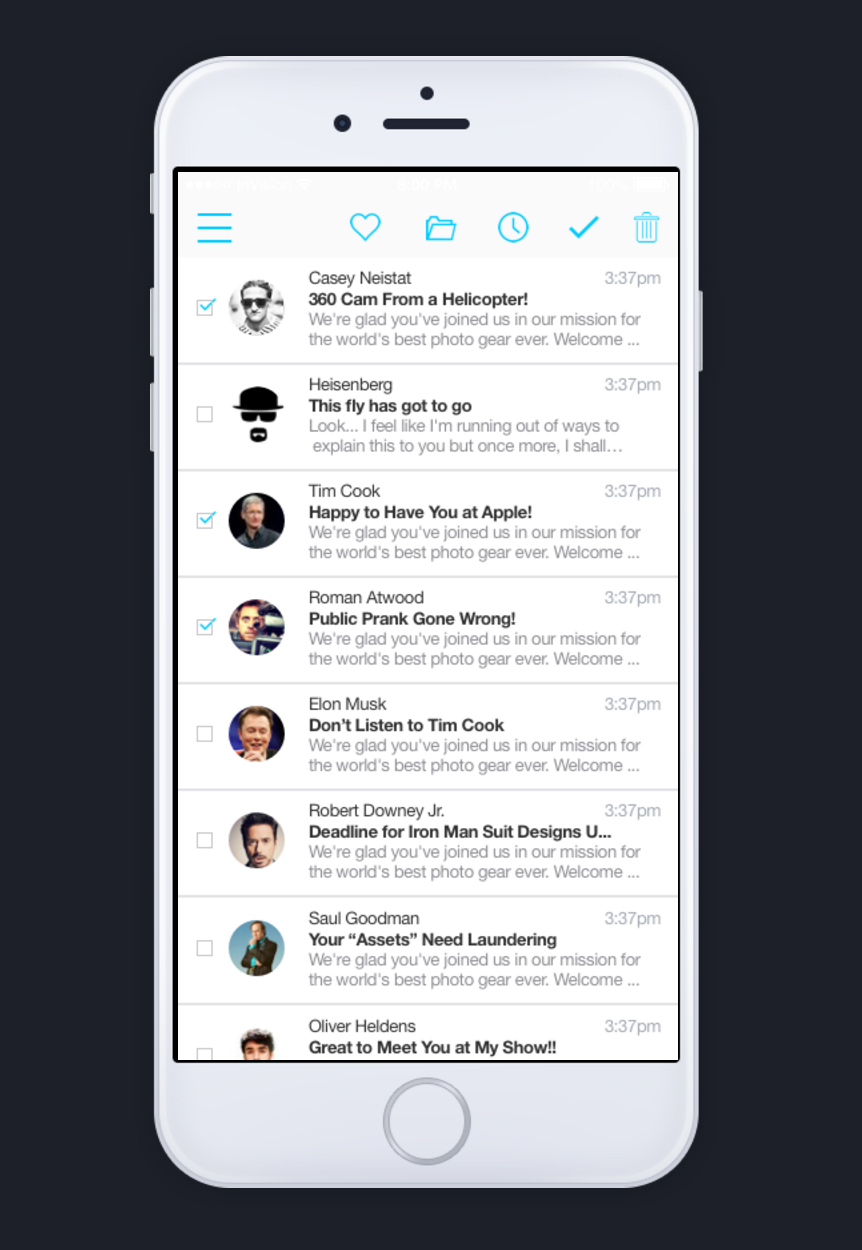 Casey Neistat 3:37pm
360 Cam From a Helicopter!
We're glad you've joined us in our mission for
the world's best photo gear ever. Welcome ...
Heisenberg 3:37pm
This fly has got to go
Look... I feel like I'm running out of ways to
explain this to you but once more, I shall…
Tim Cook 3:37pm
Happy to Have You at Apple!
We're glad you've joined us in our mission for
the world's best photo gear ever. Welcome ...
Roman Atwood 3:37pm
Public Prank Gone Wrong!
We're glad you've joined us in our mission for
the world's best photo gear ever. Welcome ...
Elon Musk 3:37pm
Don’t Listen to Tim Cook
We're glad you've joined us in our mission for
the world's best photo gear ever. Welcome ...
Robert Downey Jr. 3:37pm
Deadline for Iron Man Suit Designs U...
We're glad you've joined us in our mission for
the world's best photo gear ever. Welcome ...
Saul Goodman 3:37pm
Your “Assets” Need Laundering
We're glad you've joined us in our mission for
the world's best photo gear ever. Welcome ...
Oliver Heldens 3:37pm
Great to Meet You at My Show!!